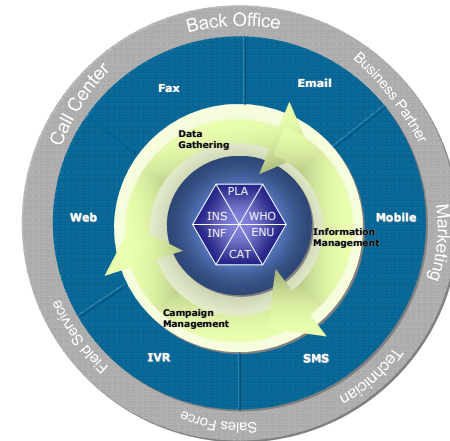 Back Office
Call Center
Business Partner
Fax
Email
Data
Gathering
PLA
INS
WHO
Web
Mobile
Marketing
INF
ENU
Information
Management
CAT
Campaign
Management
Field Service
IVR
SMS
Technician
Sales Force